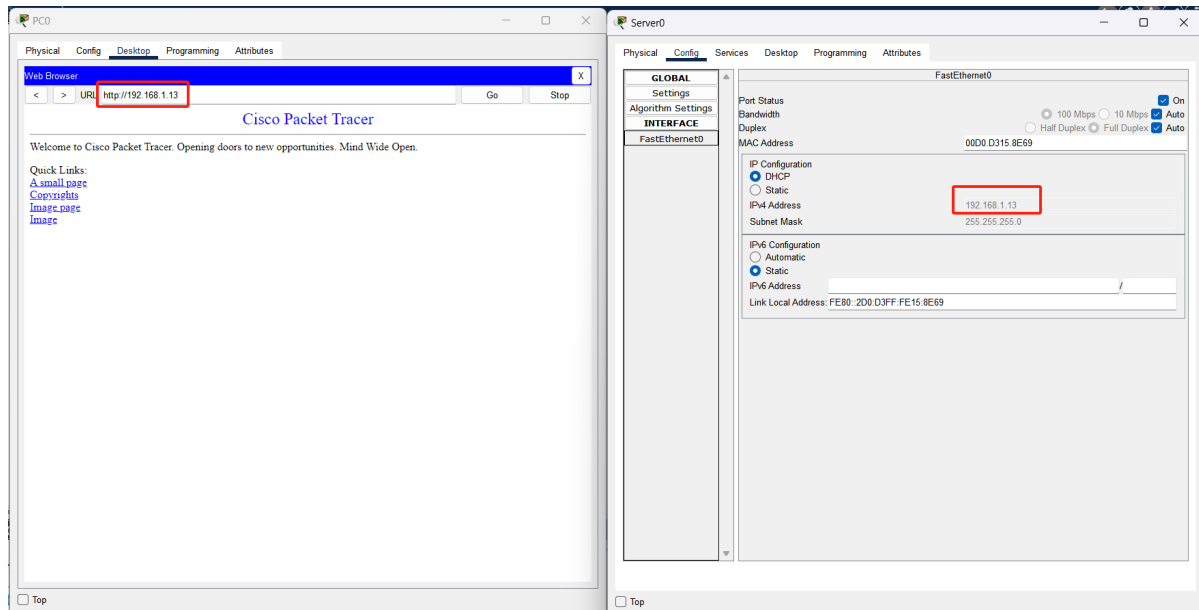 PC0
Physical Config Desktop Programming Attributes
Web Browser X
< > URL http://192.168.1.13 Go Stop
Cisco Packet Tracer
Welcome to Cisco Packet Tracer. Opening doors to new opportunities. Mind Wide Open.
Quick Links:
A small page
Copyrights
Image page
Image
Top
Server0
Physical Config Services Desktop Programming Attributes
GLOBAL
Settings
Algorithm Settings
INTERFACE
FastEthernet0
FastEthernet0
Port Status On
Bandwidth 100 Mbps 10 Mbps Auto
Duplex Half Duplex Full Duplex Auto
MAC Address 00D0.D315.8E69
IP Configuration
DHCP
Static
IPv4 Address 192.168.1.13
Subnet Mask 255.255.255.0
IPv6 Configuration
Automatic
Static
IPv6 Address /
Link Local Address: FE80::2D0:D3FF:FE15:8E69
Top